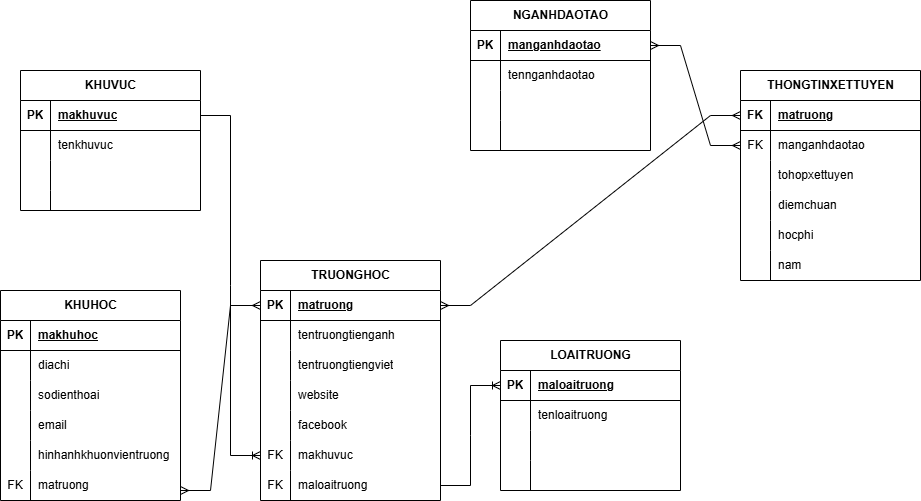 NGANHDAOTAO
PK manganhdaotao
tennganhdaotao
KHUVUC
PK makhuvuc
tenkhuvuc
THONGTINXETTUYEN
FK matruong
FK manganhdaotao
tohopxettuyen
diemchuan
hocphi
nam
TRUONGHOC
PK matruong
tentruongtienganh
tentruongtiengviet
website
facebook
FK makhuvuc
FK maloaitruong
KHUHOC
PK makhuhoc
diachi
sodienthoai
email
hinhanhkhuonvientruong
FK matruong
LOAITRUONG
PK maloaitruong
tenloaitruong